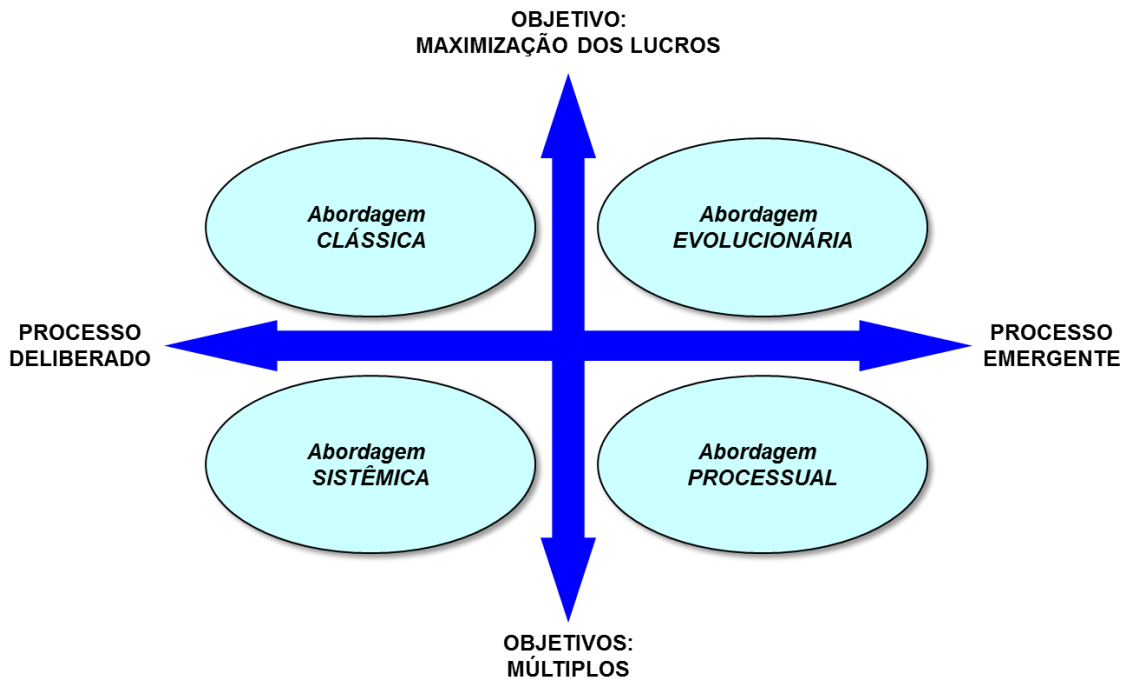 OBJETIVO:
MAXIMIZAÇÃO DOS LUCROS
Abordagem
CLÁSSICA
Abordagem
EVOLUCIONÁRIA
PROCESSO
DELIBERADO
PROCESSO
EMERGENTE
Abordagem
SISTÊMICA
Abordagem
PROCESSUAL
OBJETIVOS:
MÚLTIPLOS